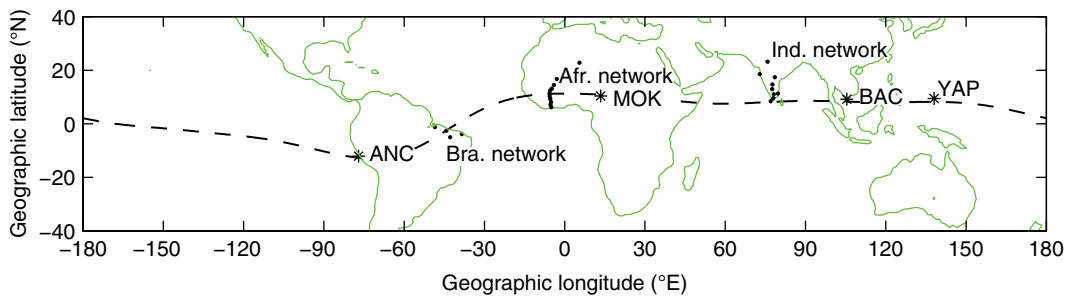 40
20
0
−20
−40
Geographic latitude (°N)
Ind. network
Afr. network
MOK
BAC
YAP
ANC
Bra. network
−180 −150 −120 −90 −60 −30 0 30 60 90 120 150 180
Geographic longitude (°E)